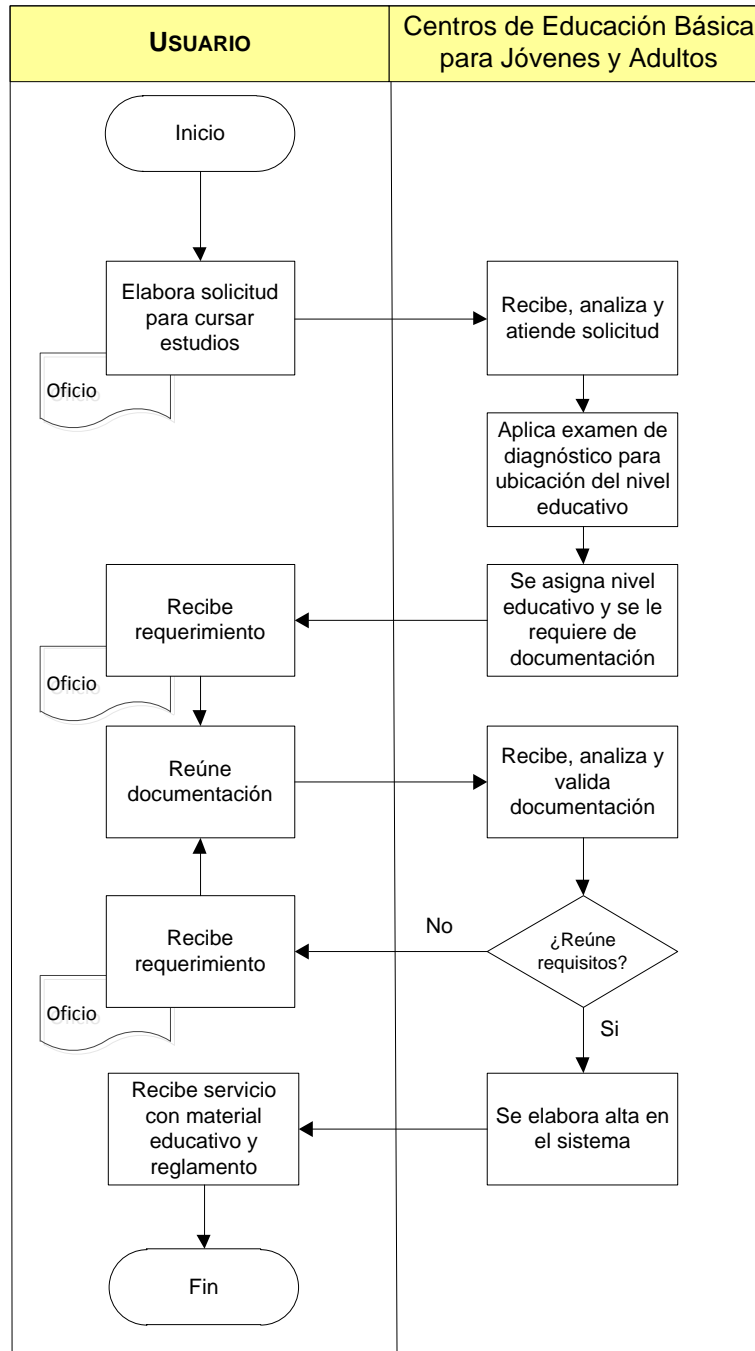 USUARIO
Centros de Educación Básica
para Jóvenes y Adultos
Inicio
Elabora solicitud
para cursar
estudios
Oficio
Recibe, analiza y
atiende solicitud
Aplica examen de
diagnóstico para
ubicación del nivel
educativo
Se asigna nivel
educativo y se le
requiere de
documentación
Recibe
requerimiento
Oficio
Reúne
documentación
Recibe, analiza y
valida
documentación
¿Reúne
requisitos?
No
Recibe
requerimiento
Oficio
Si
Se elabora alta en
el sistema
Recibe servicio
con material
educativo y
reglamento
Fin